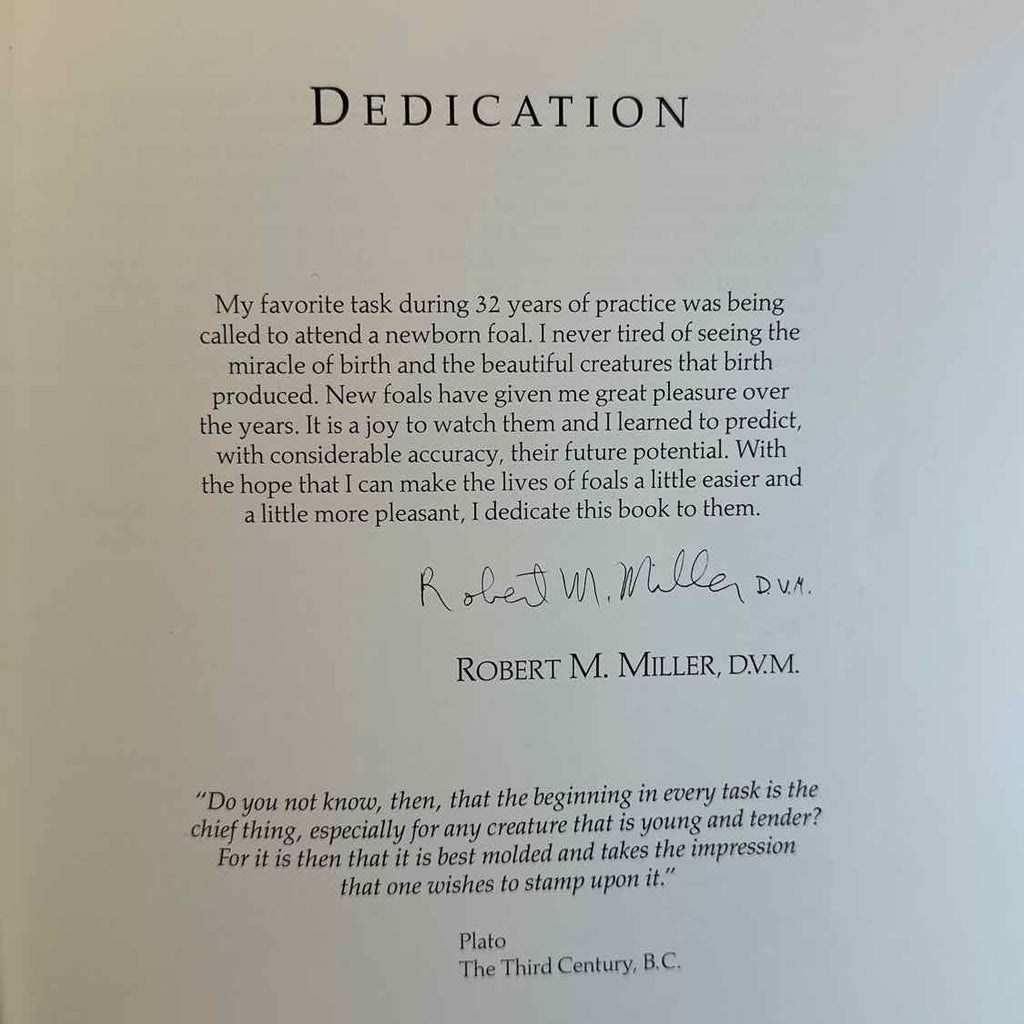 DEDICATION
My favorite task during 32 years of practice was being
called to attend a newborn foal. I never tired of seeing the
miracle of birth and the beautiful creatures that birth
produced. New foals have given me great pleasure over
the years. It is a joy to watch them and I learned to predict,
with considerable accuracy, their future potential. With
the hope that I can make the lives of foals a little easier and
a little more pleasant, I dedicate this book to them.
Robert M. Miller D.V.M.
ROBERT M. MILLER, D.V.M.
“Do you not know, then, that the beginning in every task is the
chief thing, especially for any creature that is young and tender?
For it is then that it is best molded and takes the impression
that one wishes to stamp upon it.”
Plato
The Third Century, B.C.